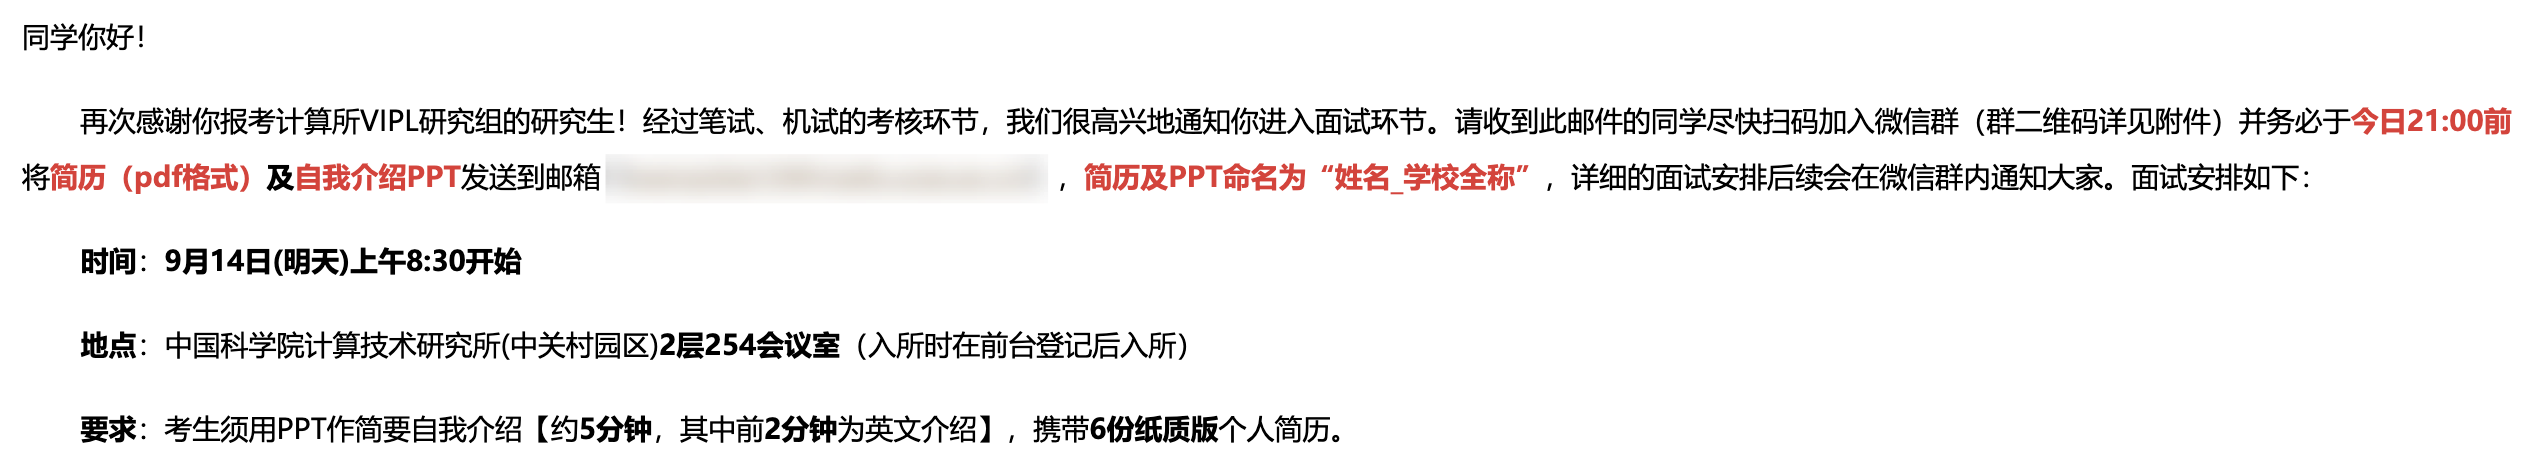 同学你好！
再次感谢你报考计算所VIPL研究组的研究生！经过笔试、机试的考核环节，我们很高兴地通知你进入面试环节。请收到此邮件的同学尽快扫码加入微信群（群二维码详见附件）并务必于今日21:00前
将简历（pdf格式）及自我介绍PPT发送到邮箱 ，简历及PPT命名为“姓名_学校全称”，详细的面试安排后续会在微信群内通知大家。面试安排如下：
时间：9月14日(明天)上午8:30开始
地点：中国科学院计算技术研究所(中关村园区)2层254会议室（入所时在前台登记后入所）
要求：考生须用PPT作简要自我介绍【约5分钟，其中前2分钟为英文介绍】，携带6份纸质版个人简历。